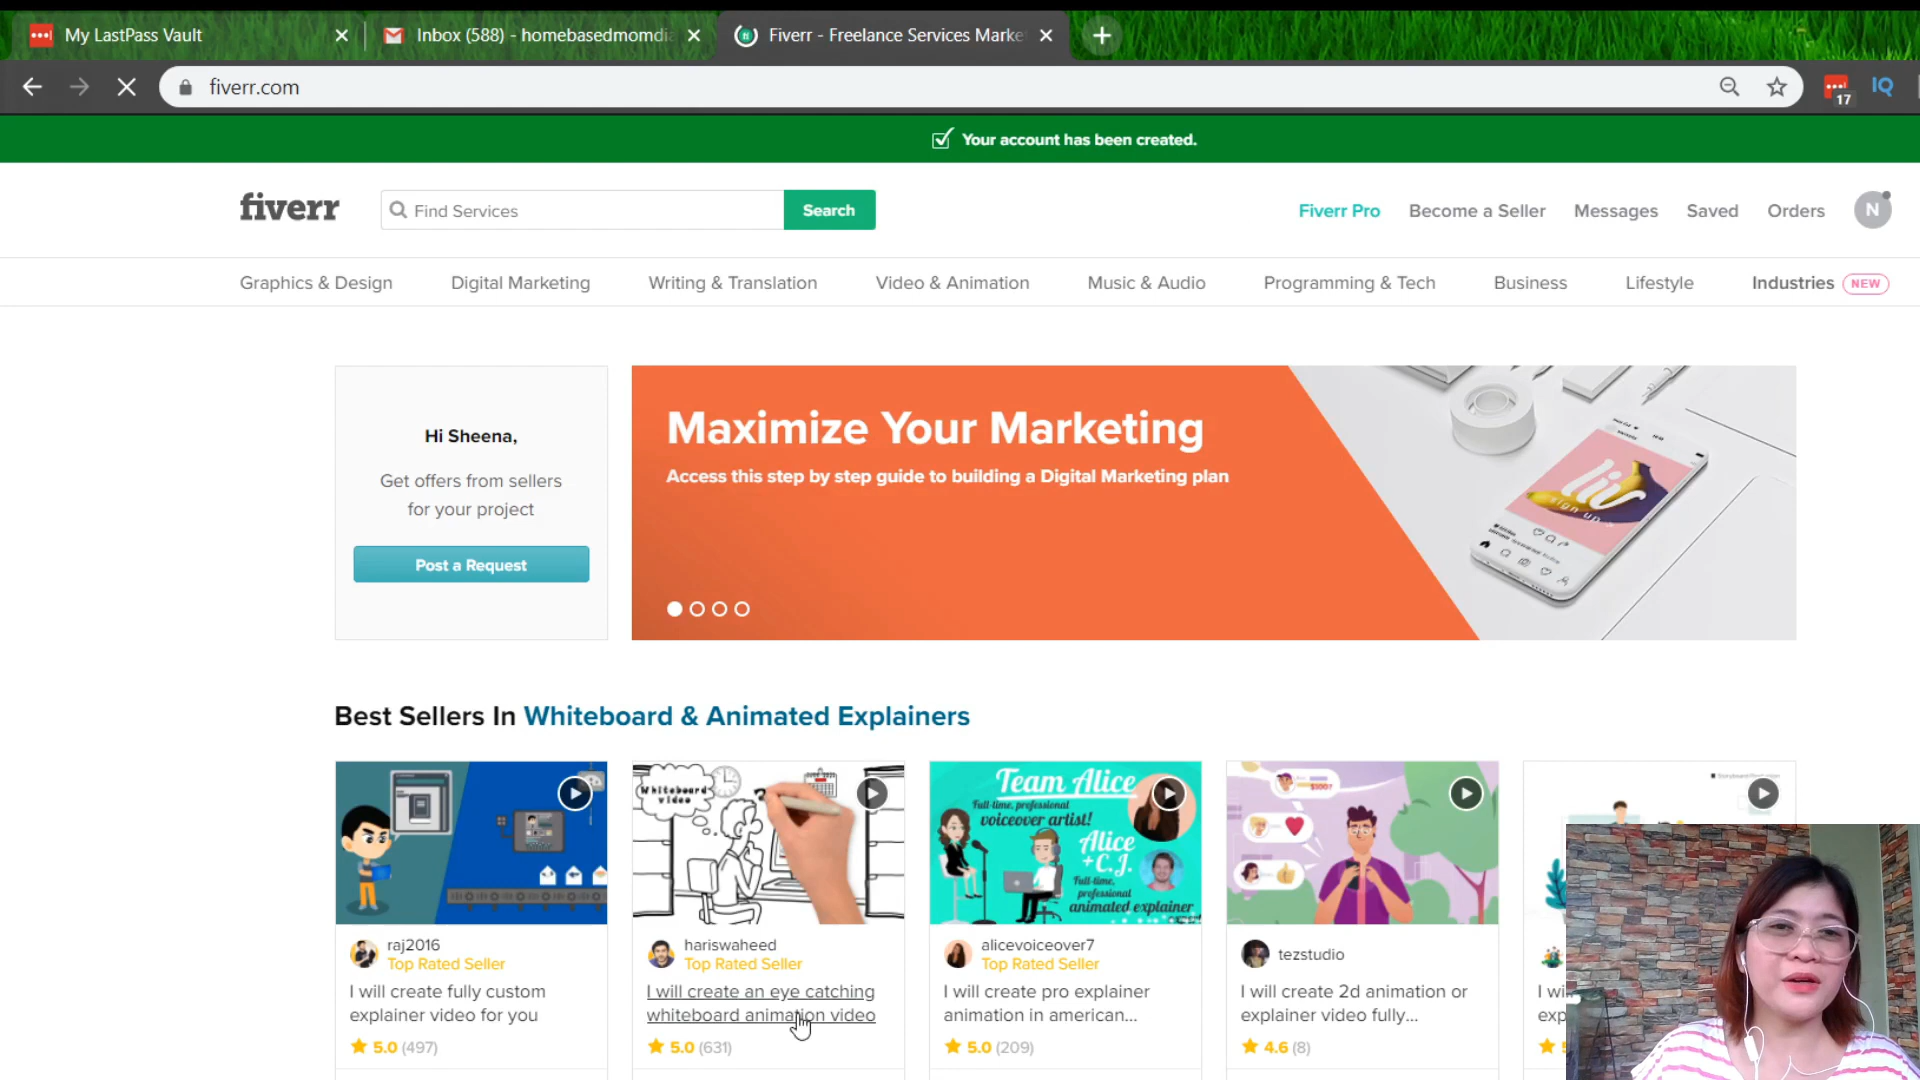 My LastPass Vault
Inbox (588) - homebasedmomdi
Fiverr - Freelance Services Marke
fiverr.com
17
IQ
Your account has been created.
fiverr
Find Services
Search
Fiverr Pro
Become a Seller
Messages
Saved
Orders
N
Graphics & Design
Digital Marketing
Writing & Translation
Video & Animation
Music & Audio
Programming & Tech
Business
Lifestyle
Industries NEW
Hi Sheena,
Get offers from sellers
for your project
Post a Request
Maximize Your Marketing
Access this step by step guide to building a Digital Marketing plan
liv
sign up
Best Sellers In Whiteboard & Animated Explainers
Whiteboard
video
Team Alice
Full-time, professional
voiceover artist!
Alice
+ C.J.
Full-time,
professional
animated explainer
$100?
raj2016
Top Rated Seller
I will create fully custom
explainer video for you
5.0 (497)
hariswaheed
Top Rated Seller
I will create an eye catching
whiteboard animation video
5.0 (631)
alicevoiceover7
Top Rated Seller
I will create pro explainer
animation in american...
5.0 (209)
tezstudio
I will create 2d animation or
explainer video fully...
4.6 (8)
I wi
exp